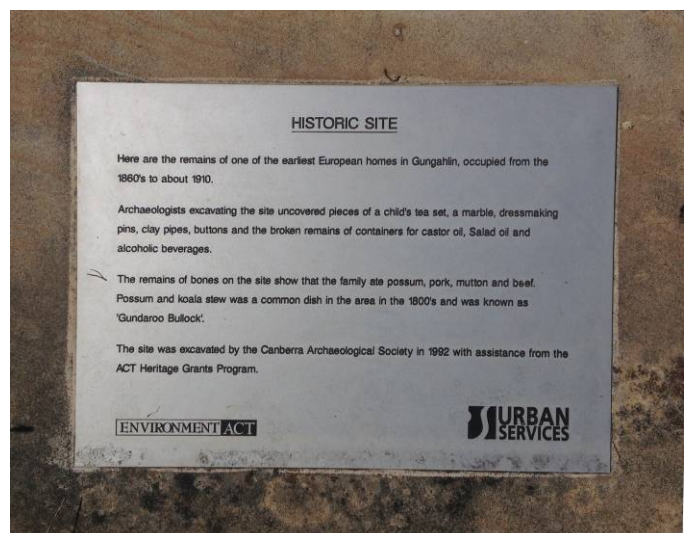 HISTORIC SITE
Here are the remains of one of the earliest European homes in Gungahlin, occupied from the
1860's to about 1910.
Archaeologists excavating the site uncovered pieces of a child's tea set, a marble, dressmaking
pins, clay pipes, buttons and the broken remains of containers for castor oil, Salad oil and
alcoholic beverages.
The remains of bones on the site show that the family ate possum, pork, mutton and beef.
Possum and koala stew was a common dish in the area in the 1800's and was known as
'Gundaroo Bullock'.
The site was excavated by the Canberra Archaeological Society in 1992 with assistance from the
ACT Heritage Grants Program.
ENVIRONMENT ACT
URBAN
SERVICES